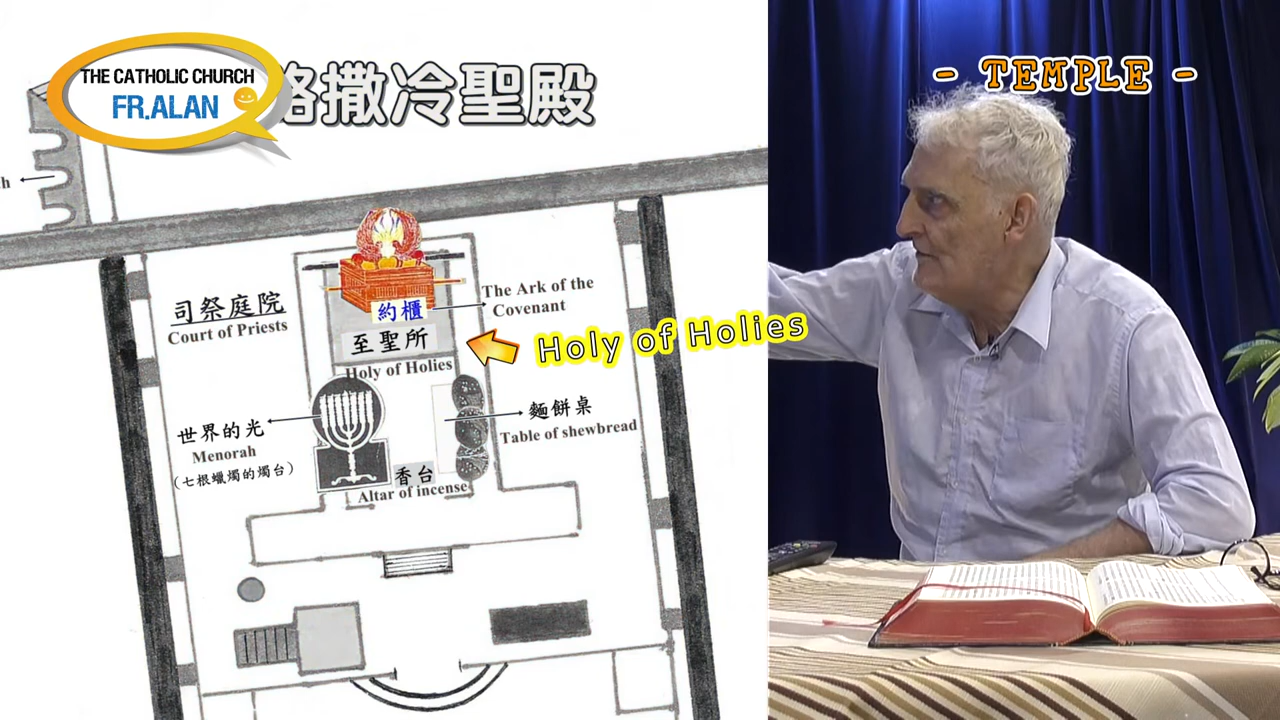 THE CATHOLIC CHURCH
FR.ALAN
撒冷聖殿
- TEMPLE -
司祭庭院
Court of Priests
The Ark of the
Covenant
約櫃
至聖所
Holy of Holies
Holy of Holies
世界的光
Menorah
(七根蠟燭的燭台)
麵餅桌
Table of shewbread
香台
Altar of incense